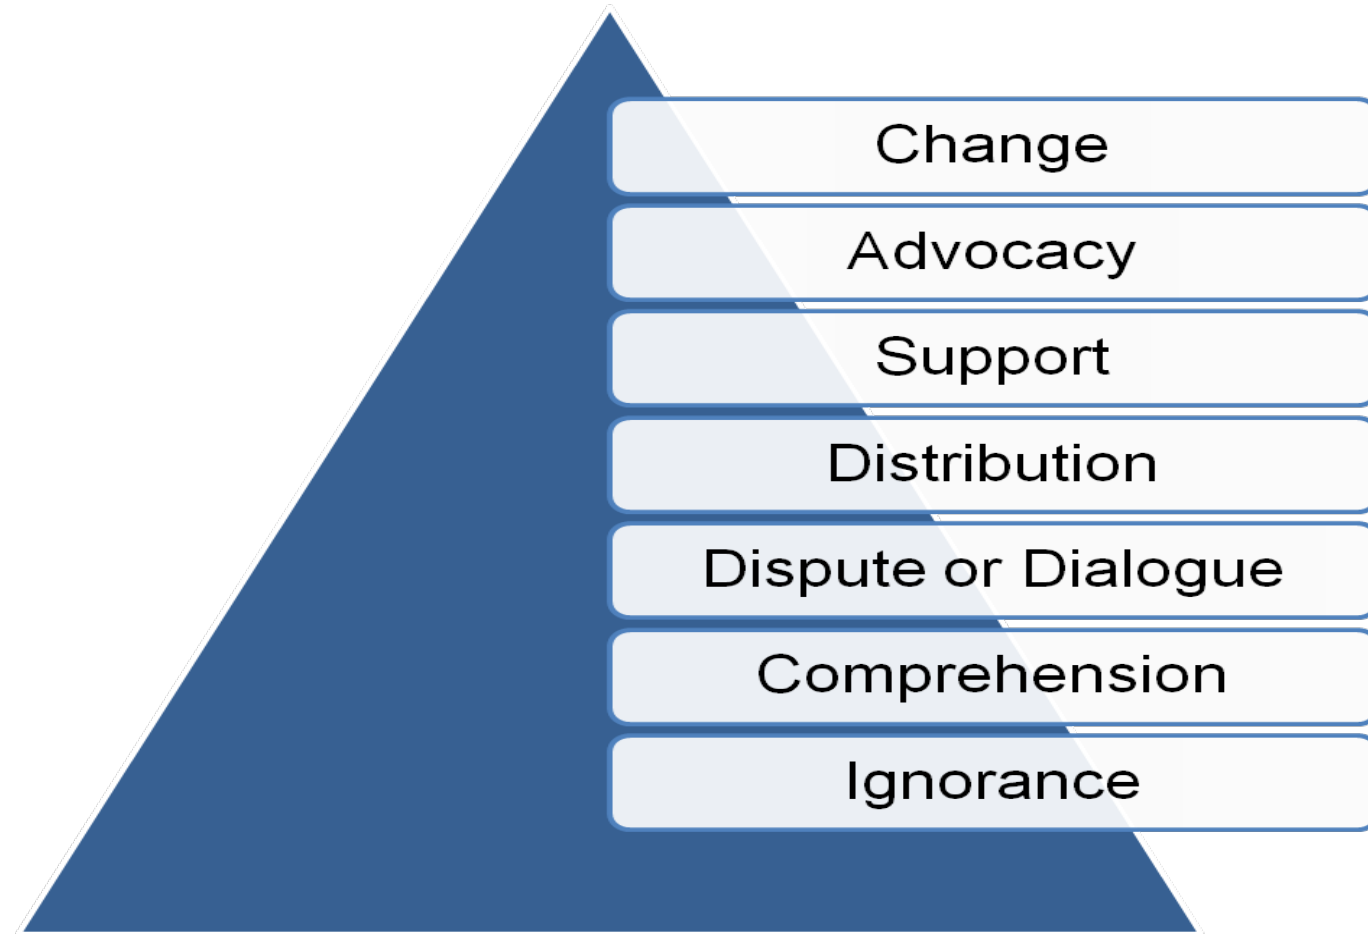 Change
Advocacy
Support
Distribution
Dispute or Dialogue
Comprehension
Ignorance